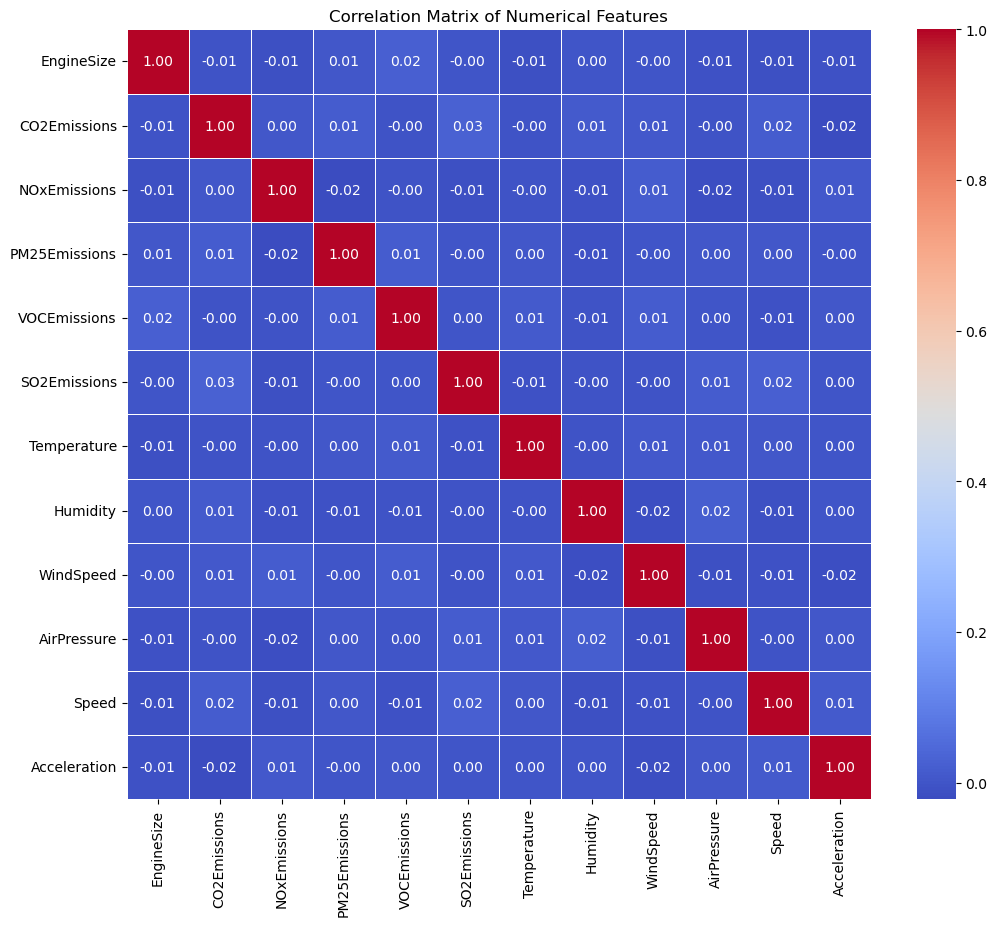 Correlation Matrix of Numerical Features
EngineSize 1.00 -0.01 -0.01 0.01 0.02 -0.00 -0.01 0.00 -0.00 -0.01 -0.01 -0.01
CO2Emissions -0.01 1.00 0.00 0.01 -0.00 0.03 -0.00 0.01 0.01 -0.00 0.02 -0.02
NOxEmissions -0.01 0.00 1.00 -0.02 -0.00 -0.01 -0.00 -0.01 0.01 -0.02 -0.01 0.01
PM25Emissions 0.01 0.01 -0.02 1.00 0.01 -0.00 0.00 -0.01 -0.00 0.00 0.00 -0.00
VOCEmissions 0.02 -0.00 -0.00 0.01 1.00 0.00 0.01 -0.01 0.01 0.00 -0.01 0.00
SO2Emissions -0.00 0.03 -0.01 -0.00 0.00 1.00 -0.01 -0.00 -0.00 0.01 0.02 0.00
Temperature -0.01 -0.00 -0.00 0.00 0.01 -0.01 1.00 -0.00 0.01 0.01 0.00 0.00
Humidity 0.00 0.01 -0.01 -0.01 -0.01 -0.00 -0.00 1.00 -0.02 0.02 -0.01 0.00
WindSpeed -0.00 0.01 0.01 -0.00 0.01 -0.00 0.01 -0.02 1.00 -0.01 -0.01 -0.02
AirPressure -0.01 -0.00 -0.02 0.00 0.00 0.01 0.01 0.02 -0.01 1.00 -0.00 0.00
Speed -0.01 0.02 -0.01 0.00 -0.01 0.02 0.00 -0.01 -0.01 -0.00 1.00 0.01
Acceleration -0.01 -0.02 0.01 -0.00 0.00 0.00 0.00 0.00 -0.02 0.00 0.01 1.00
EngineSize
CO2Emissions
NOxEmissions
PM25Emissions
VOCEmissions
SO2Emissions
Temperature
Humidity
WindSpeed
AirPressure
Speed
Acceleration
1.0
0.8
0.6
0.4
0.2
0.0